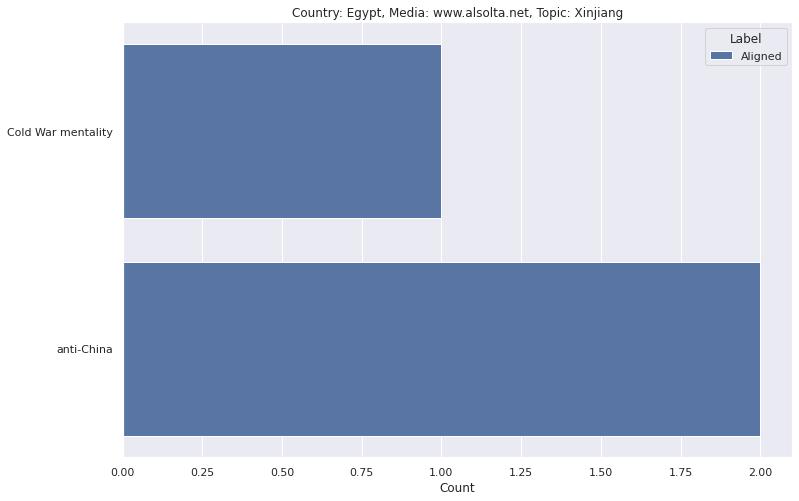 Country: Egypt, Media: www.alsolta.net, Topic: Xinjiang
Label
Aligned
Cold War mentality
anti-China
0.00 0.25 0.50 0.75 1.00 1.25 1.50 1.75 2.00
Count